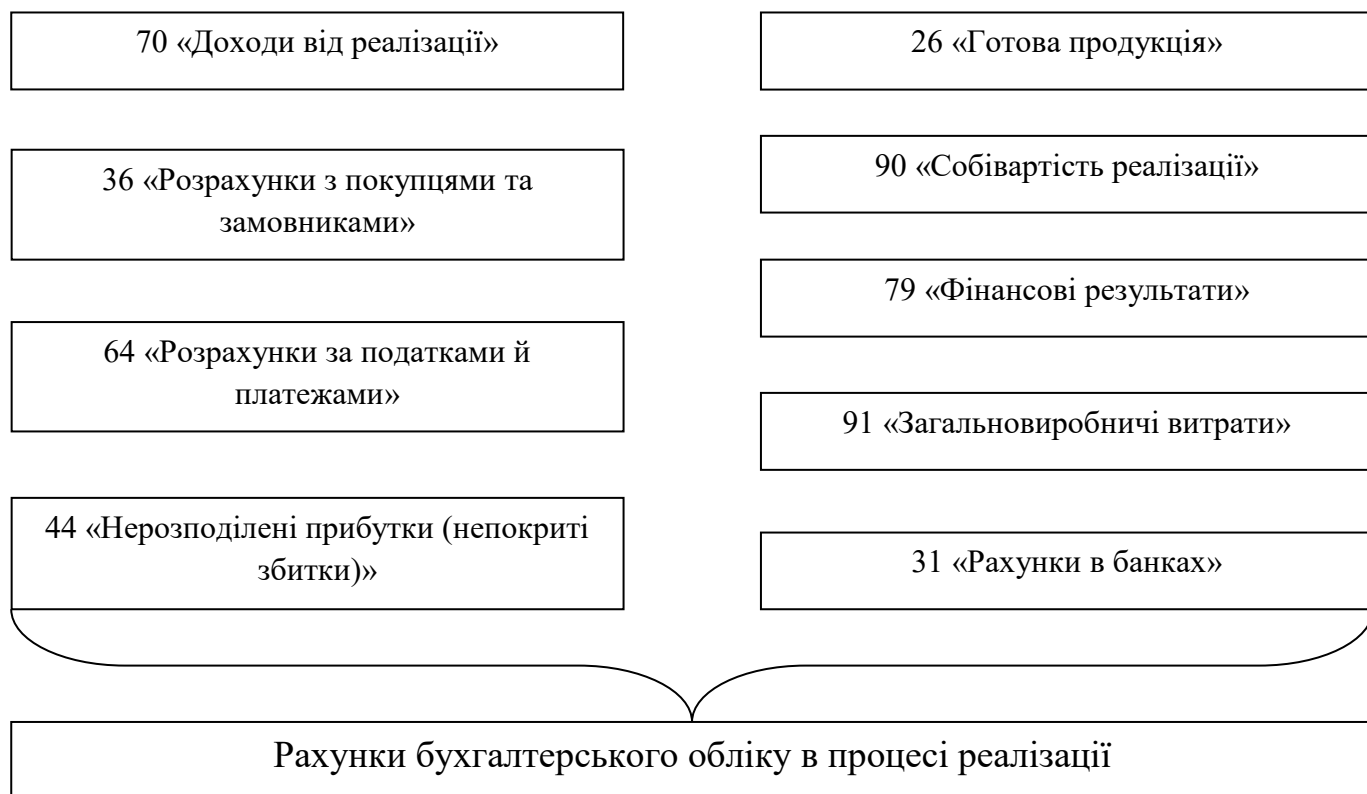 70 «Доходи від реалізації»
36 «Розрахунки з покупцями та
замовниками»
64 «Розрахунки за податками й
платежами»
44 «Нерозподілені прибутки (непокриті
збитки)»
26 «Готова продукція»
90 «Собівартість реалізації»
79 «Фінансові результати»
91 «Загальновиробничі витрати»
31 «Рахунки в банках»
Рахунки бухгалтерського обліку в процесі реалізації